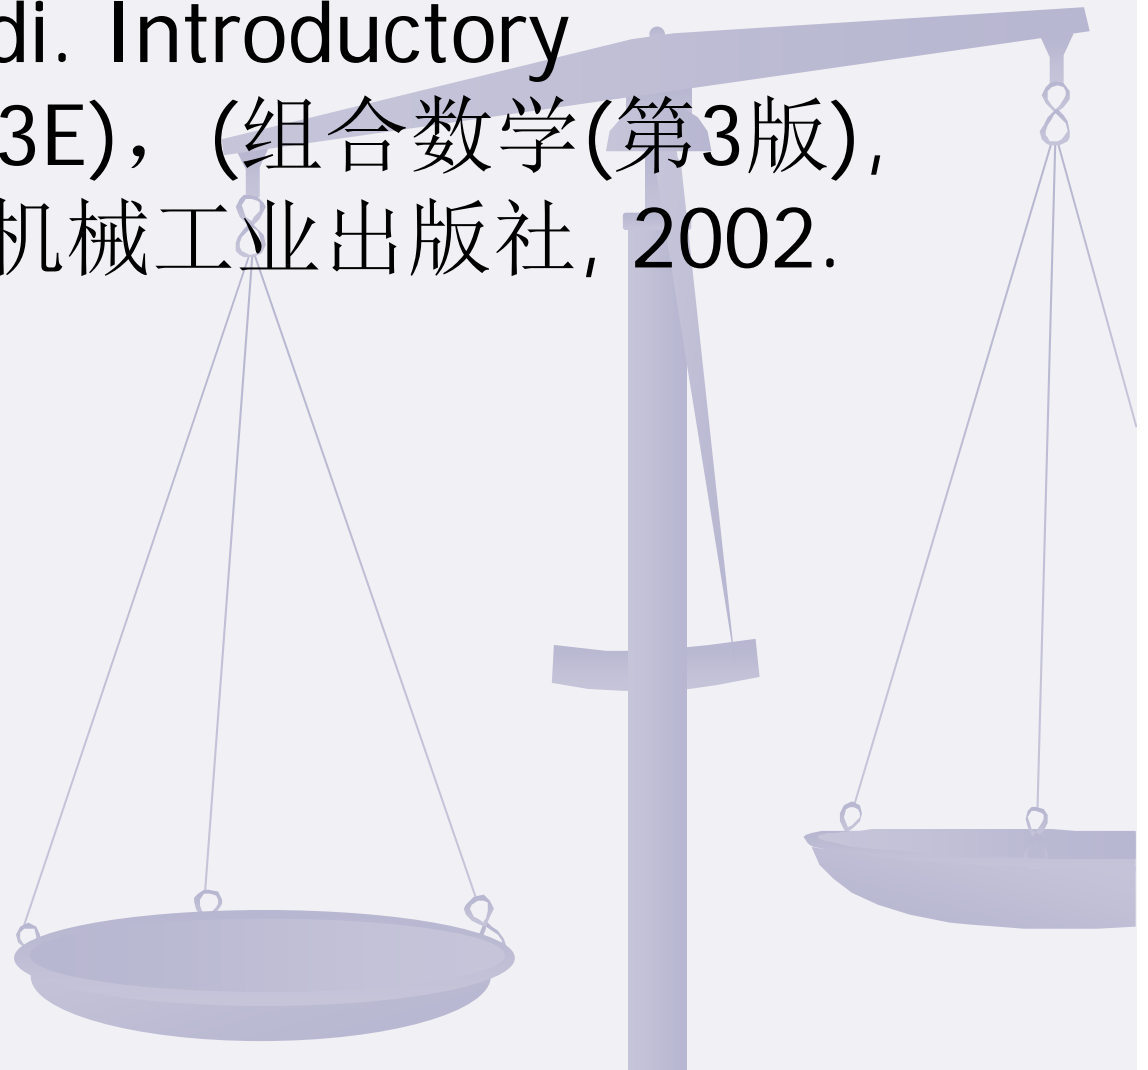 di. Introductory
3E)，(组合数学(第3版),
机械工业出版社, 2002.